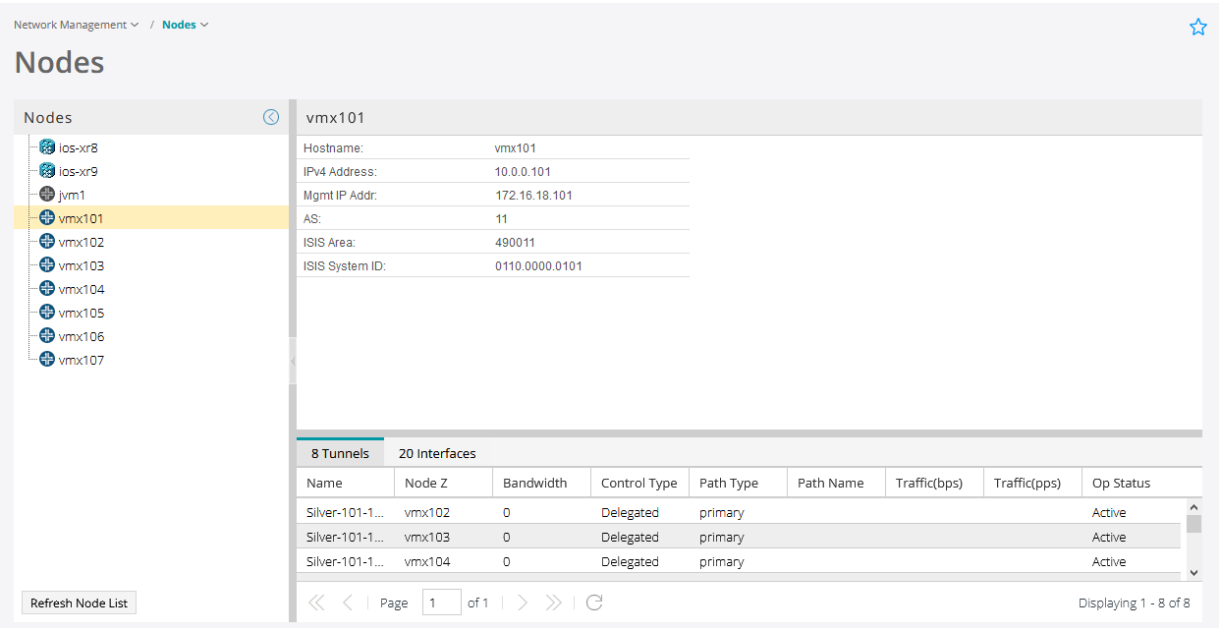 Network Management / Nodes
Nodes
Nodes
ios-xr8
ios-xr9
jvm1
vmx101
vmx102
vmx103
vmx104
vmx105
vmx106
vmx107
Refresh Node List
vmx101
Hostname: vmx101
IPv4 Address: 10.0.0.101
Mgmt IP Addr: 172.16.18.101
AS: 11
ISIS Area: 490011
ISIS System ID: 0110.0000.0101
8 Tunnels 20 Interfaces
Name Node Z Bandwidth Control Type Path Type Path Name Traffic(bps) Traffic(pps) Op Status
Silver-101-1... vmx102 0 Delegated primary Active
Silver-101-1... vmx103 0 Delegated primary Active
Silver-101-1... vmx104 0 Delegated primary Active
Page 1 of 1 Displaying 1 - 8 of 8